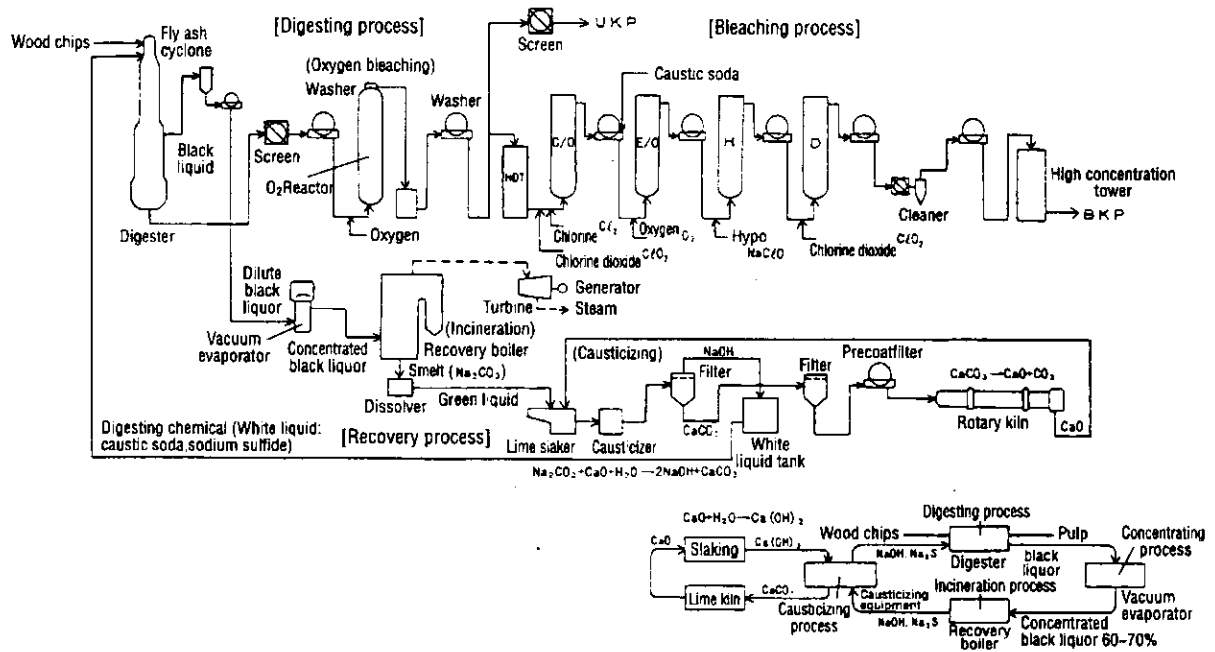 [Digesting process]
[Bleaching process]
Screen
UKP
Wood chips
Fly ash
cyclone
(Oxygen bleaching)
Washer
Washer
Caustic soda
Black
liquid
Screen
O₂Reactor
HDT
C/D
E/O
H
D
High concentration
tower
Cleaner
BKP
Digester
Oxygen
Chlorine
Cℓ₂
Chlorine dioxide
CℓO₂
Oxygen
O₂
Hypo
NaCℓO
Chlorine dioxide
CℓO₂
Dilute
black
liquor
Vacuum
evaporator
Concentrated
black liquor
Turbine
Generator
Steam
(Incineration)
Recovery boiler
Smelt (Na₂CO₃)
Dissolver
Green liquid
(Causticizing)
NaOH
Filter
Filter
Precoatfilter
Rotary kiln
CaO
Lime slaker
Causticizer
White
liquid tank
Digesting chemical (White liquid:
caustic soda,sodium sulfide)
[Recovery process]
Na₂CO₃+CaO+H₂O→2NaOH+CaCO₃
CaO+H₂O→Ca(OH)₂
CaO
Slaking
Ca(OH)₂
Lime kiln
Causticizing
process
Wood chips
Digesting process
Pulp
NaOH. Na₂S
Digester
black
liquor
Concentrating
process
Incineration process
Causticizing
equipment
NaOH. Na₂S
Recovery
boiler
Vacuum
evaporator
Concentrated
black liquor 60~70%